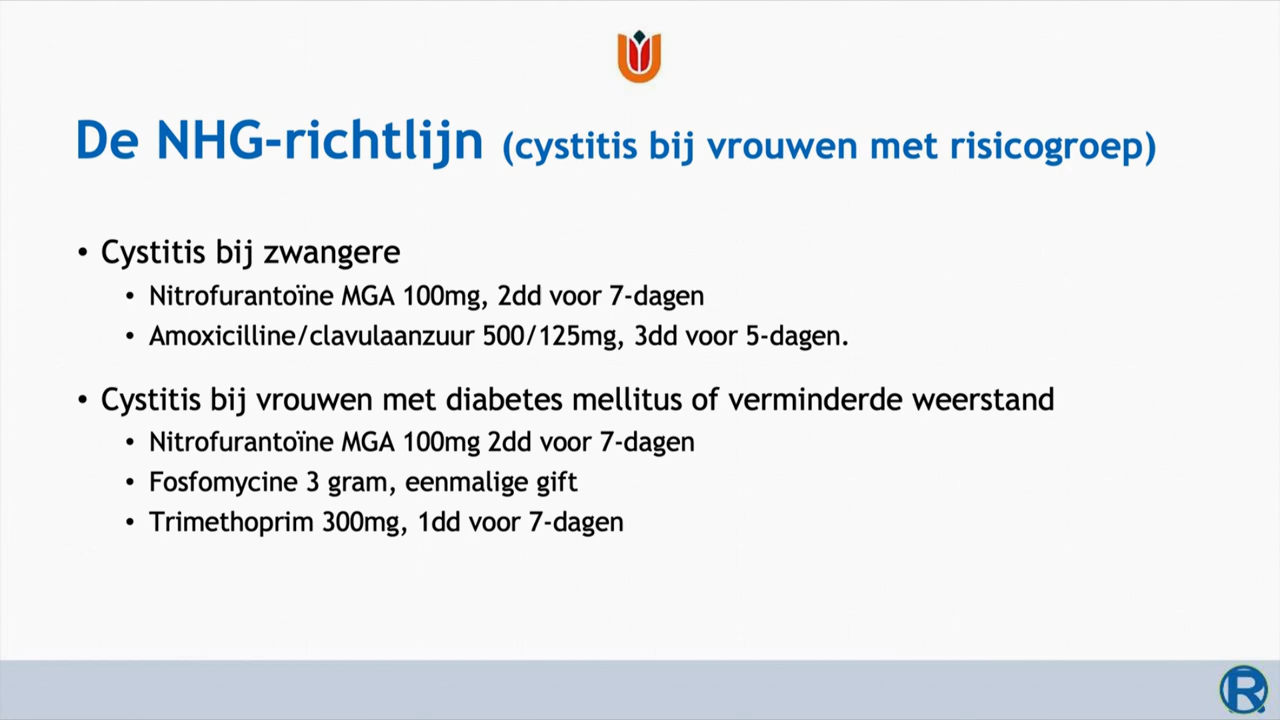 De NHG-richtlijn (cystitis bij vrouwen met risicogroep)
• Cystitis bij zwangere
• Nitrofurantoïne MGA 100mg, 2dd voor 7-dagen
• Amoxicilline/clavulaanzuur 500/125mg, 3dd voor 5-dagen.
• Cystitis bij vrouwen met diabetes mellitus of verminderde weerstand
• Nitrofurantoïne MGA 100mg 2dd voor 7-dagen
• Fosfomycine 3 gram, eenmalige gift
• Trimethoprim 300mg, 1dd voor 7-dagen
R